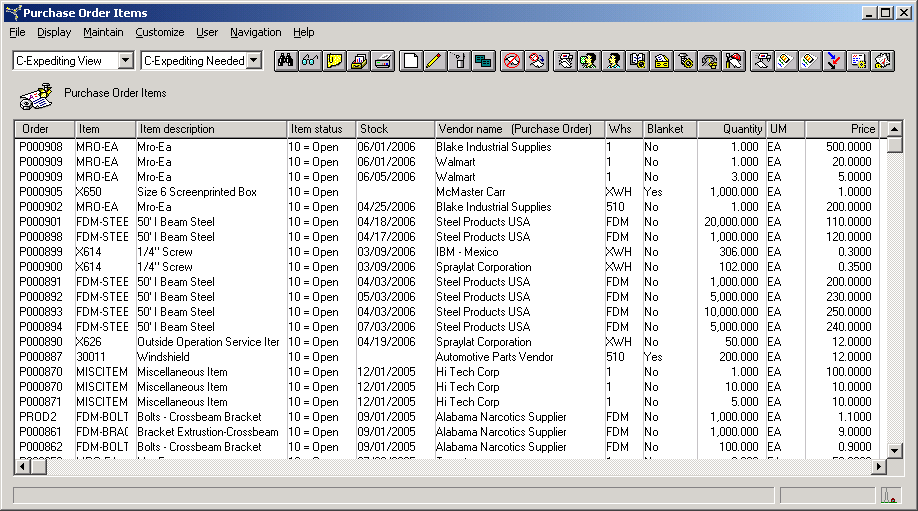 Purchase Order Items
File Display Maintain Customize User Navigation Help
C-Expediting View C-Expediting Needed
Purchase Order Items
Order Item Item description Item status Stock Vendor name (Purchase Order) Whs Blanket Quantity UM Price
P000908 MRO-EA Mro-Ea 10 = Open 06/01/2006 Blake Industrial Supplies 1 No 1.000 EA 500.0000
P000909 MRO-EA Mro-Ea 10 = Open 06/01/2006 Walmart 1 No 1.000 EA 20.0000
P000909 MRO-EA Mro-Ea 10 = Open 06/05/2006 Walmart 1 No 3.000 EA 5.0000
P000905 X650 Size 6 Screenprinted Box 10 = Open McMaster Carr XWH Yes 1,000.000 EA 1.0000
P000902 MRO-EA Mro-Ea 10 = Open 04/25/2006 Blake Industrial Supplies 510 No 1.000 EA 200.0000
P000901 FDM-STEE 50' I Beam Steel 10 = Open 04/18/2006 Steel Products USA FDM No 20,000.000 EA 110.0000
P000898 FDM-STEE 50' I Beam Steel 10 = Open 04/17/2006 Steel Products USA FDM No 1,000.000 EA 120.0000
P000899 X614 1/4" Screw 10 = Open 03/09/2006 IBM - Mexico XWH No 306.000 EA 0.3000
P000900 X614 1/4" Screw 10 = Open 03/09/2006 Spraylat Corporation XWH No 102.000 EA 0.3500
P000891 FDM-STEE 50' I Beam Steel 10 = Open 04/03/2006 Steel Products USA FDM No 1,000.000 EA 200.0000
P000892 FDM-STEE 50' I Beam Steel 10 = Open 05/03/2006 Steel Products USA FDM No 5,000.000 EA 230.0000
P000893 FDM-STEE 50' I Beam Steel 10 = Open 04/03/2006 Steel Products USA FDM No 10,000.000 EA 250.0000
P000894 FDM-STEE 50' I Beam Steel 10 = Open 07/03/2006 Steel Products USA FDM No 5,000.000 EA 240.0000
P000890 X626 Outside Operation Service Iter 10 = Open 04/19/2006 Spraylat Corporation XWH No 50.000 EA 12.0000
P000887 30011 Windshield 10 = Open Automotive Parts Vendor 510 Yes 200.000 EA 12.0000
P000870 MISCITEM Miscellaneous Item 10 = Open 12/01/2005 Hi Tech Corp 1 No 1.000 EA 100.0000
P000870 MISCITEM Miscellaneous Item 10 = Open 12/01/2005 Hi Tech Corp 1 No 10.000 EA 10.0000
P000871 MISCITEM Miscellaneous Item 10 = Open 12/01/2005 Hi Tech Corp 1 No 5.000 EA 10.0000
PROD2 FDM-BOLT Bolts - Crossbeam Bracket 10 = Open 09/01/2005 Alabama Narcotics Supplier FDM No 1,000.000 EA 1.1000
P000861 FDM-BRAC Bracket Extrustion-Crossbeam 10 = Open 09/01/2005 Alabama Narcotics Supplier FDM No 1,000.000 EA 9.0000
P000862 FDM-BOLT Bolts - Crossbeam Bracket 10 = Open 09/01/2005 Alabama Narcotics Supplier FDM No 100.000 EA 0.9000